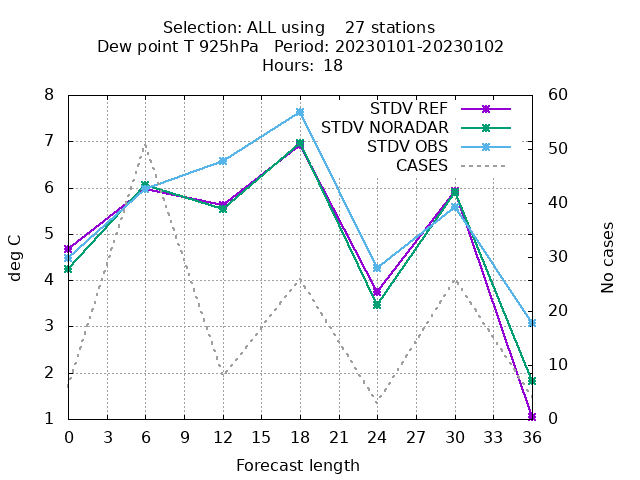 Selection: ALL using    27 stations
Dew point T 925hPa   Period: 20230101-20230102
Hours: 18
STDV REF
STDV NORADAR
STDV OBS
CASES
8
7
6
5
4
3
2
1
deg C
60
50
40
30
20
10
0
No cases
0 3 6 9 12 15 18 21 24 27 30 33 36
Forecast length